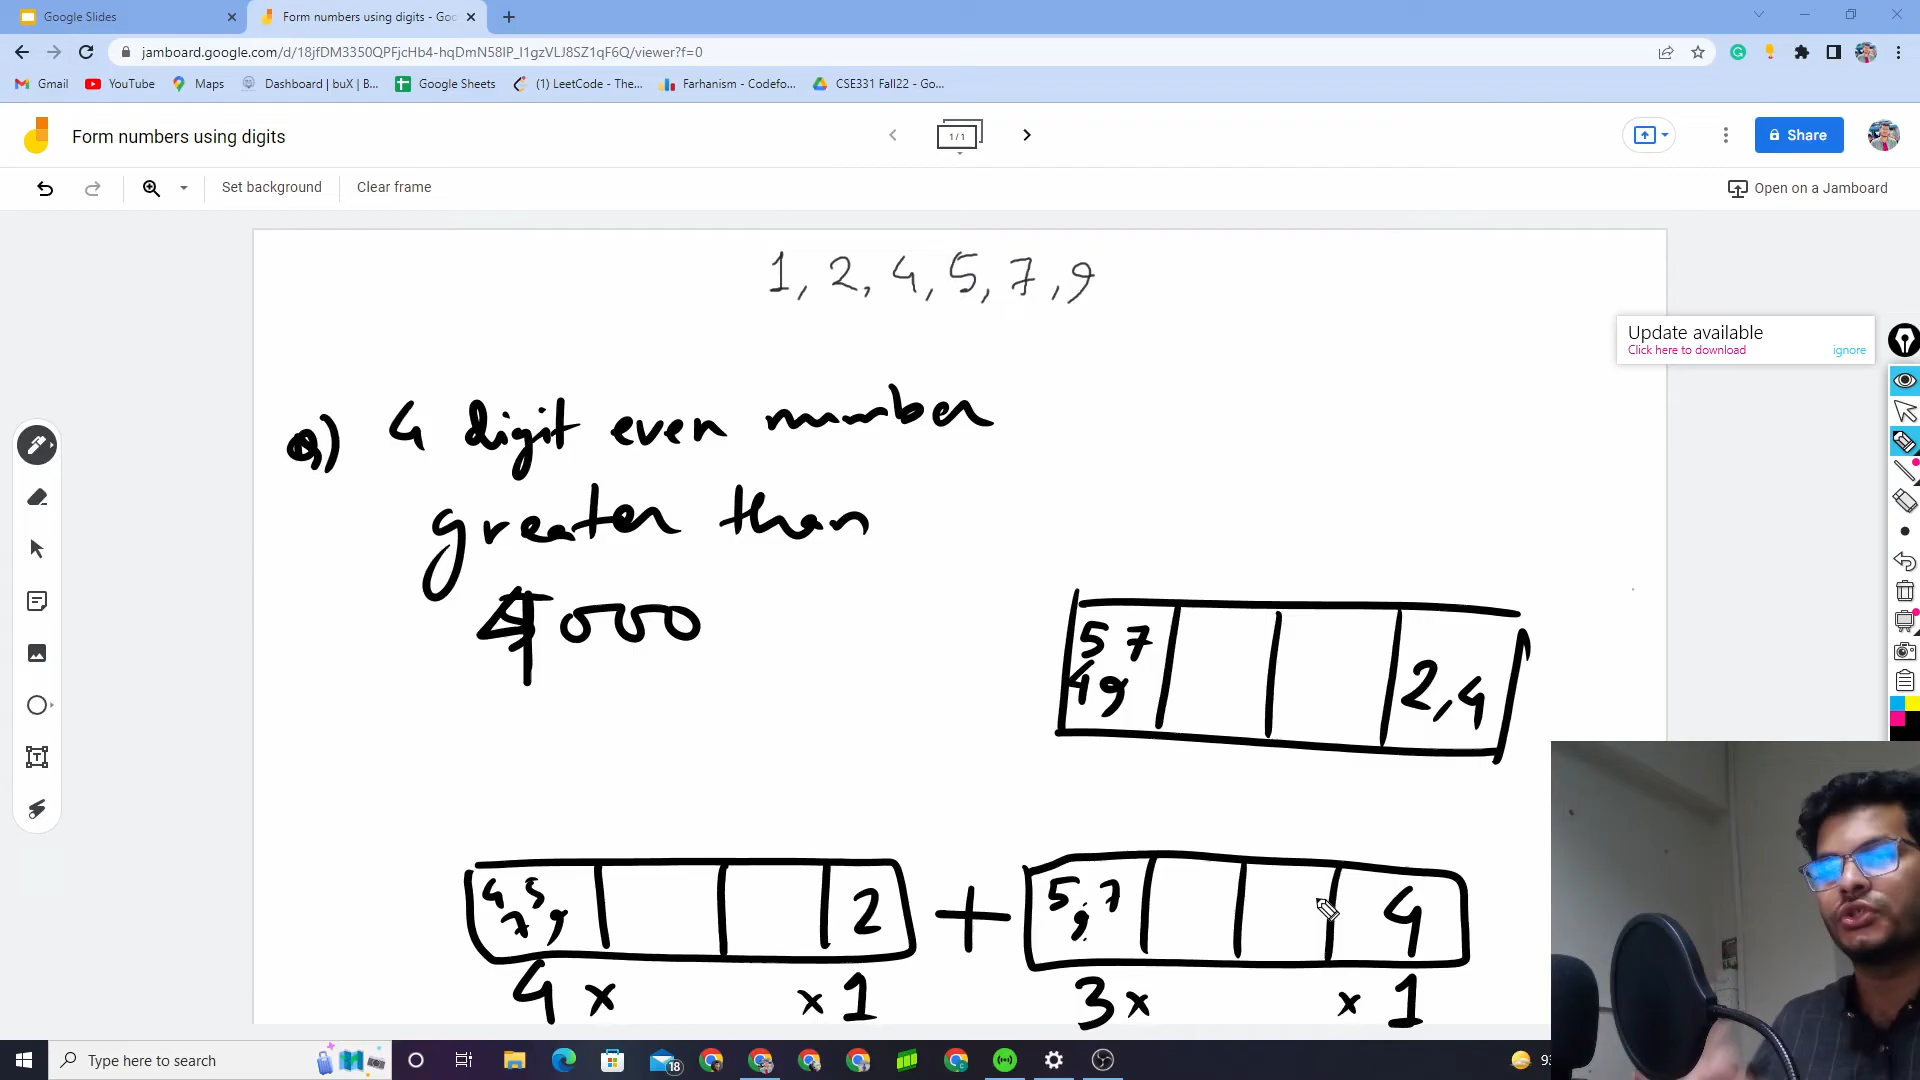 Google Slides
Form numbers using digits - Goo
jamboard.google.com/d/18jfDM3350QPFjcHb4-hqDmN58IP_I1gzVLJ8SZ1qF6Q/viewer?f=0
Gmail YouTube Maps Dashboard | buX | B... Google Sheets (1) LeetCode - The... Farhanism - Codefo... CSE331 Fall22 - Go...
Form numbers using digits
1 / 1
Share
Set background Clear frame
Open on a Jamboard
1, 2, 4, 5, 7, 9
Update available
Click here to download ignore
Q) 4 digit even number
greater than
4000
5 7
4 9
2, 4
4 5
7 9
2
+
5, 7
9
4
4 x x 1
3 x x 1
Type here to search
18